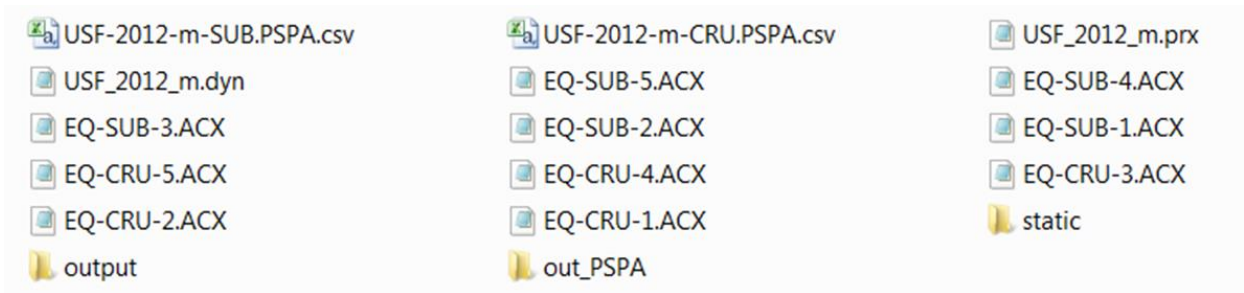 USF-2012-m-SUB.PSPA.csv USF-2012-m-CRU.PSPA.csv USF_2012_m.prx
USF_2012_m.dyn EQ-SUB-5.ACX EQ-SUB-4.ACX
EQ-SUB-3.ACX EQ-SUB-2.ACX EQ-SUB-1.ACX
EQ-CRU-5.ACX EQ-CRU-4.ACX EQ-CRU-3.ACX
EQ-CRU-2.ACX EQ-CRU-1.ACX static
output out_PSPA